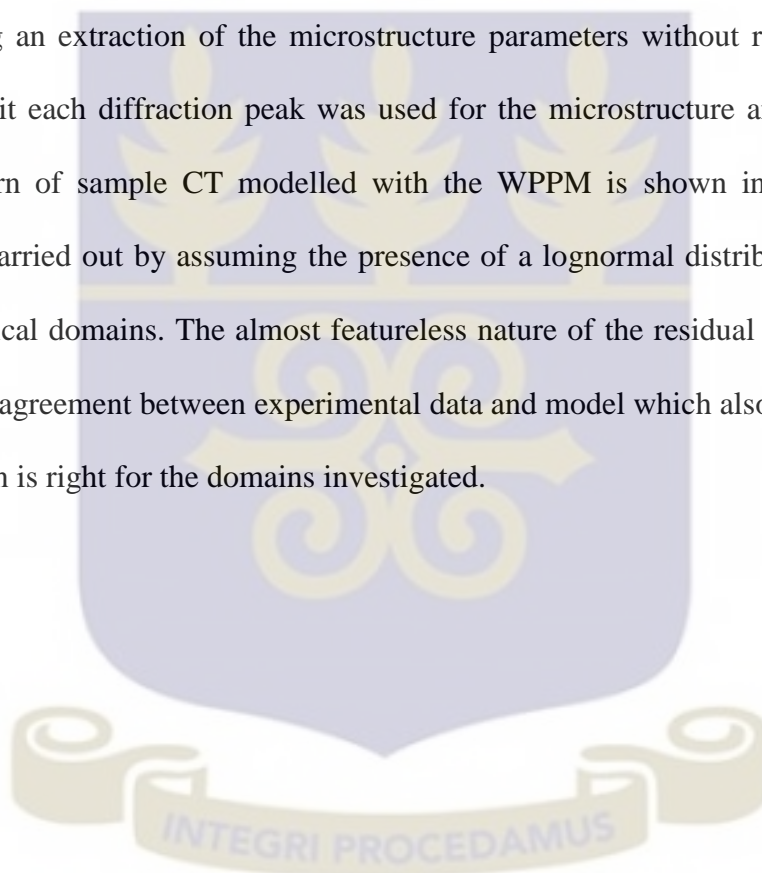 an extraction of the microstructure parameters without
it each diffraction peak was used for the microstructure
of sample CT modelled with the WPPM is shown in
arried out by assuming the presence of a lognormal distrib
ical domains. The almost featureless nature of the residual
agreement between experimental data and model which also
is right for the domains investigated.
INTEGRI PROCEDAMUS